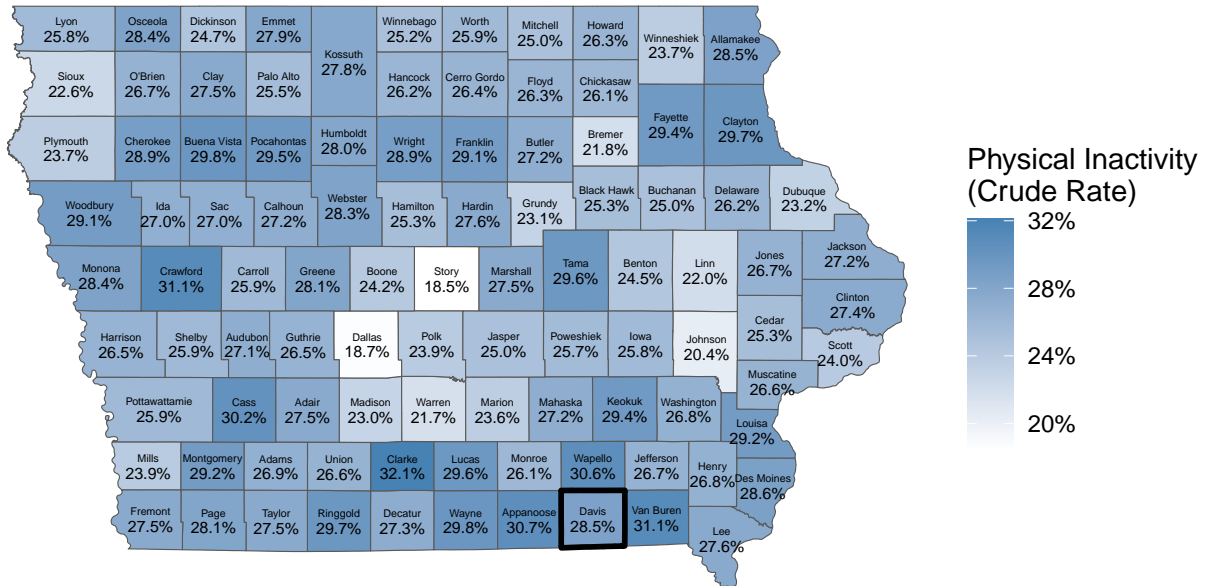 Lyon
25.8%
Osceola
28.4%
Dickinson
24.7%
Emmet
27.9%
Kossuth
27.8%
Winnebago
25.2%
Worth
25.9%
Mitchell
25.0%
Howard
26.3%
Winneshiek
23.7%
Allamakee
28.5%
Sioux
22.6%
O'Brien
26.7%
Clay
27.5%
Palo Alto
25.5%
Hancock
26.2%
Cerro Gordo
26.4%
Floyd
26.3%
Chickasaw
26.1%
Fayette
29.4%
Clayton
29.7%
Plymouth
23.7%
Cherokee
28.9%
Buena Vista
29.8%
Pocahontas
29.5%
Humboldt
28.0%
Wright
28.9%
Franklin
29.1%
Butler
27.2%
Bremer
21.8%
Woodbury
29.1%
Ida
27.0%
Sac
27.0%
Calhoun
27.2%
Webster
28.3%
Hamilton
25.3%
Hardin
27.6%
Grundy
23.1%
Black Hawk
25.3%
Buchanan
25.0%
Delaware
26.2%
Dubuque
23.2%
Monona
28.4%
Crawford
31.1%
Carroll
25.9%
Greene
28.1%
Boone
24.2%
Story
18.5%
Marshall
27.5%
Tama
29.6%
Benton
24.5%
Linn
22.0%
Jones
26.7%
Jackson
27.2%
Clinton
27.4%
Harrison
26.5%
Shelby
25.9%
Audubon
27.1%
Guthrie
26.5%
Dallas
18.7%
Polk
23.9%
Jasper
25.0%
Poweshiek
25.7%
Iowa
25.8%
Johnson
20.4%
Cedar
25.3%
Scott
24.0%
Muscatine
26.6%
Pottawattamie
25.9%
Cass
30.2%
Adair
27.5%
Madison
23.0%
Warren
21.7%
Marion
23.6%
Mahaska
27.2%
Keokuk
29.4%
Washington
26.8%
Louisa
29.2%
Mills
23.9%
Montgomery
29.2%
Adams
26.9%
Union
26.6%
Clarke
32.1%
Lucas
29.6%
Monroe
26.1%
Wapello
30.6%
Jefferson
26.7%
Henry
26.8%
Des Moines
28.6%
Fremont
27.5%
Page
28.1%
Taylor
27.5%
Ringgold
29.7%
Decatur
27.3%
Wayne
29.8%
Appanoose
30.7%
Davis
28.5%
Van Buren
31.1%
Lee
27.6%
Physical Inactivity
(Crude Rate)
32%
28%
24%
20%